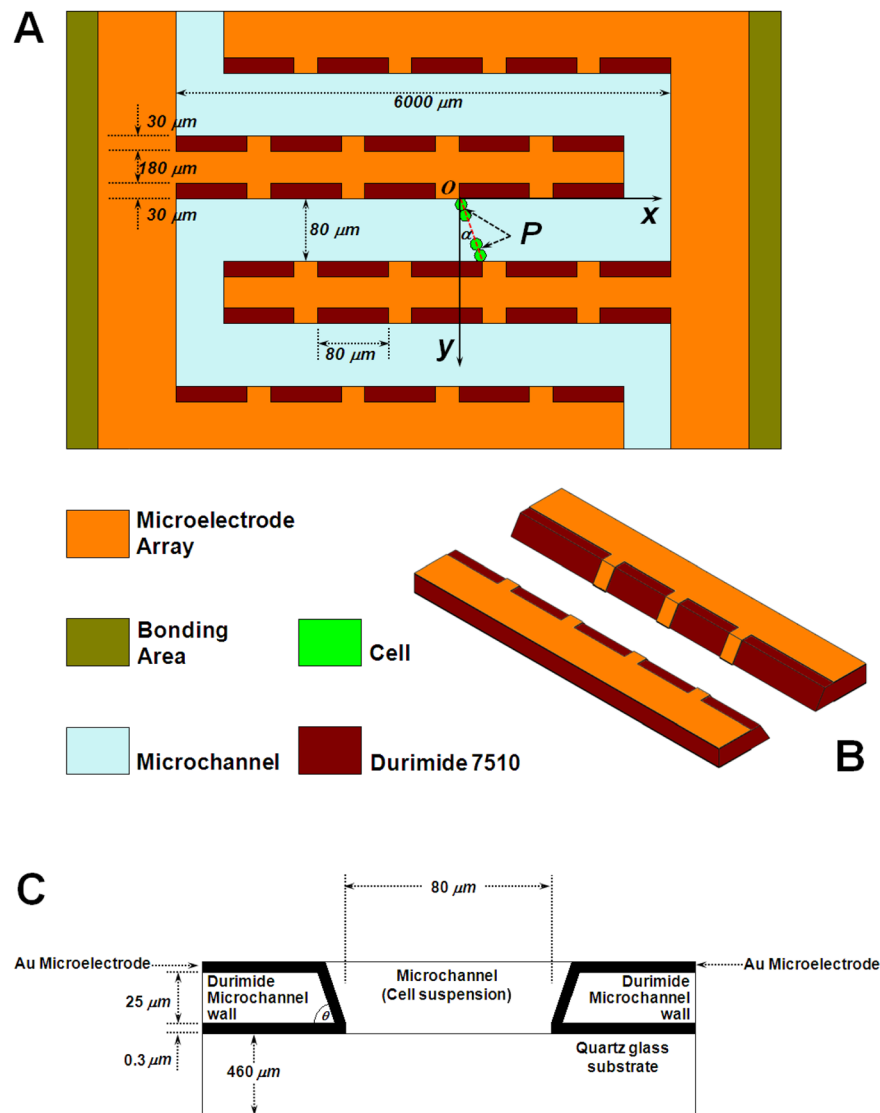 A
6000 µm
30 µm
180 µm
30 µm
O
x
80 µm
α
P
y
80 µm
Microelectrode
Array
Bonding
Area
Cell
Microchannel
Durimide 7510
B
C
80 µm
Au Microelectrode
Au Microelectrode
Durimide
Microchannel
wall
Microchannel
(Cell suspension)
Durimide
Microchannel
wall
25 µm
θ
0.3 µm
460 µm
Quartz glass
substrate